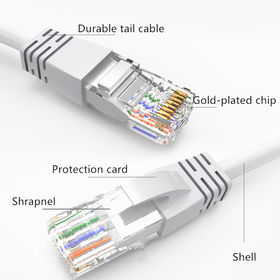 Durable tail cable
Gold-plated chip
Protection card
Shrapnel
Shell